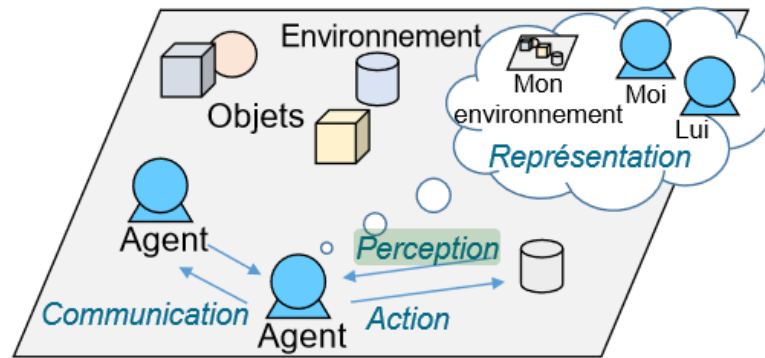 Environnement
Mon
environnement
Moi
Lui
Représentation
Objets
Agent
Perception
Communication
Agent
Action